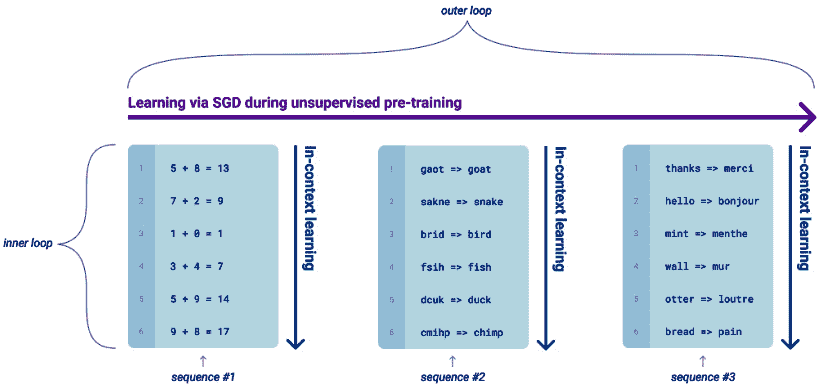 outer loop
Learning via SGD during unsupervised pre-training
inner loop
1 5 + 8 = 13
2 7 + 2 = 9
3 1 + 0 = 1
4 3 + 4 = 7
5 5 + 9 = 14
6 9 + 8 = 17
In-context learning
sequence #1
1 gaot => goat
2 sakne => snake
3 brid => bird
4 fsih => fish
5 dcuk => duck
6 cmihp => chimp
In-context learning
sequence #2
1 thanks => merci
2 hello => bonjour
3 mint => menthe
4 wall => mur
5 otter => loutre
6 bread => pain
In-context learning
sequence #3